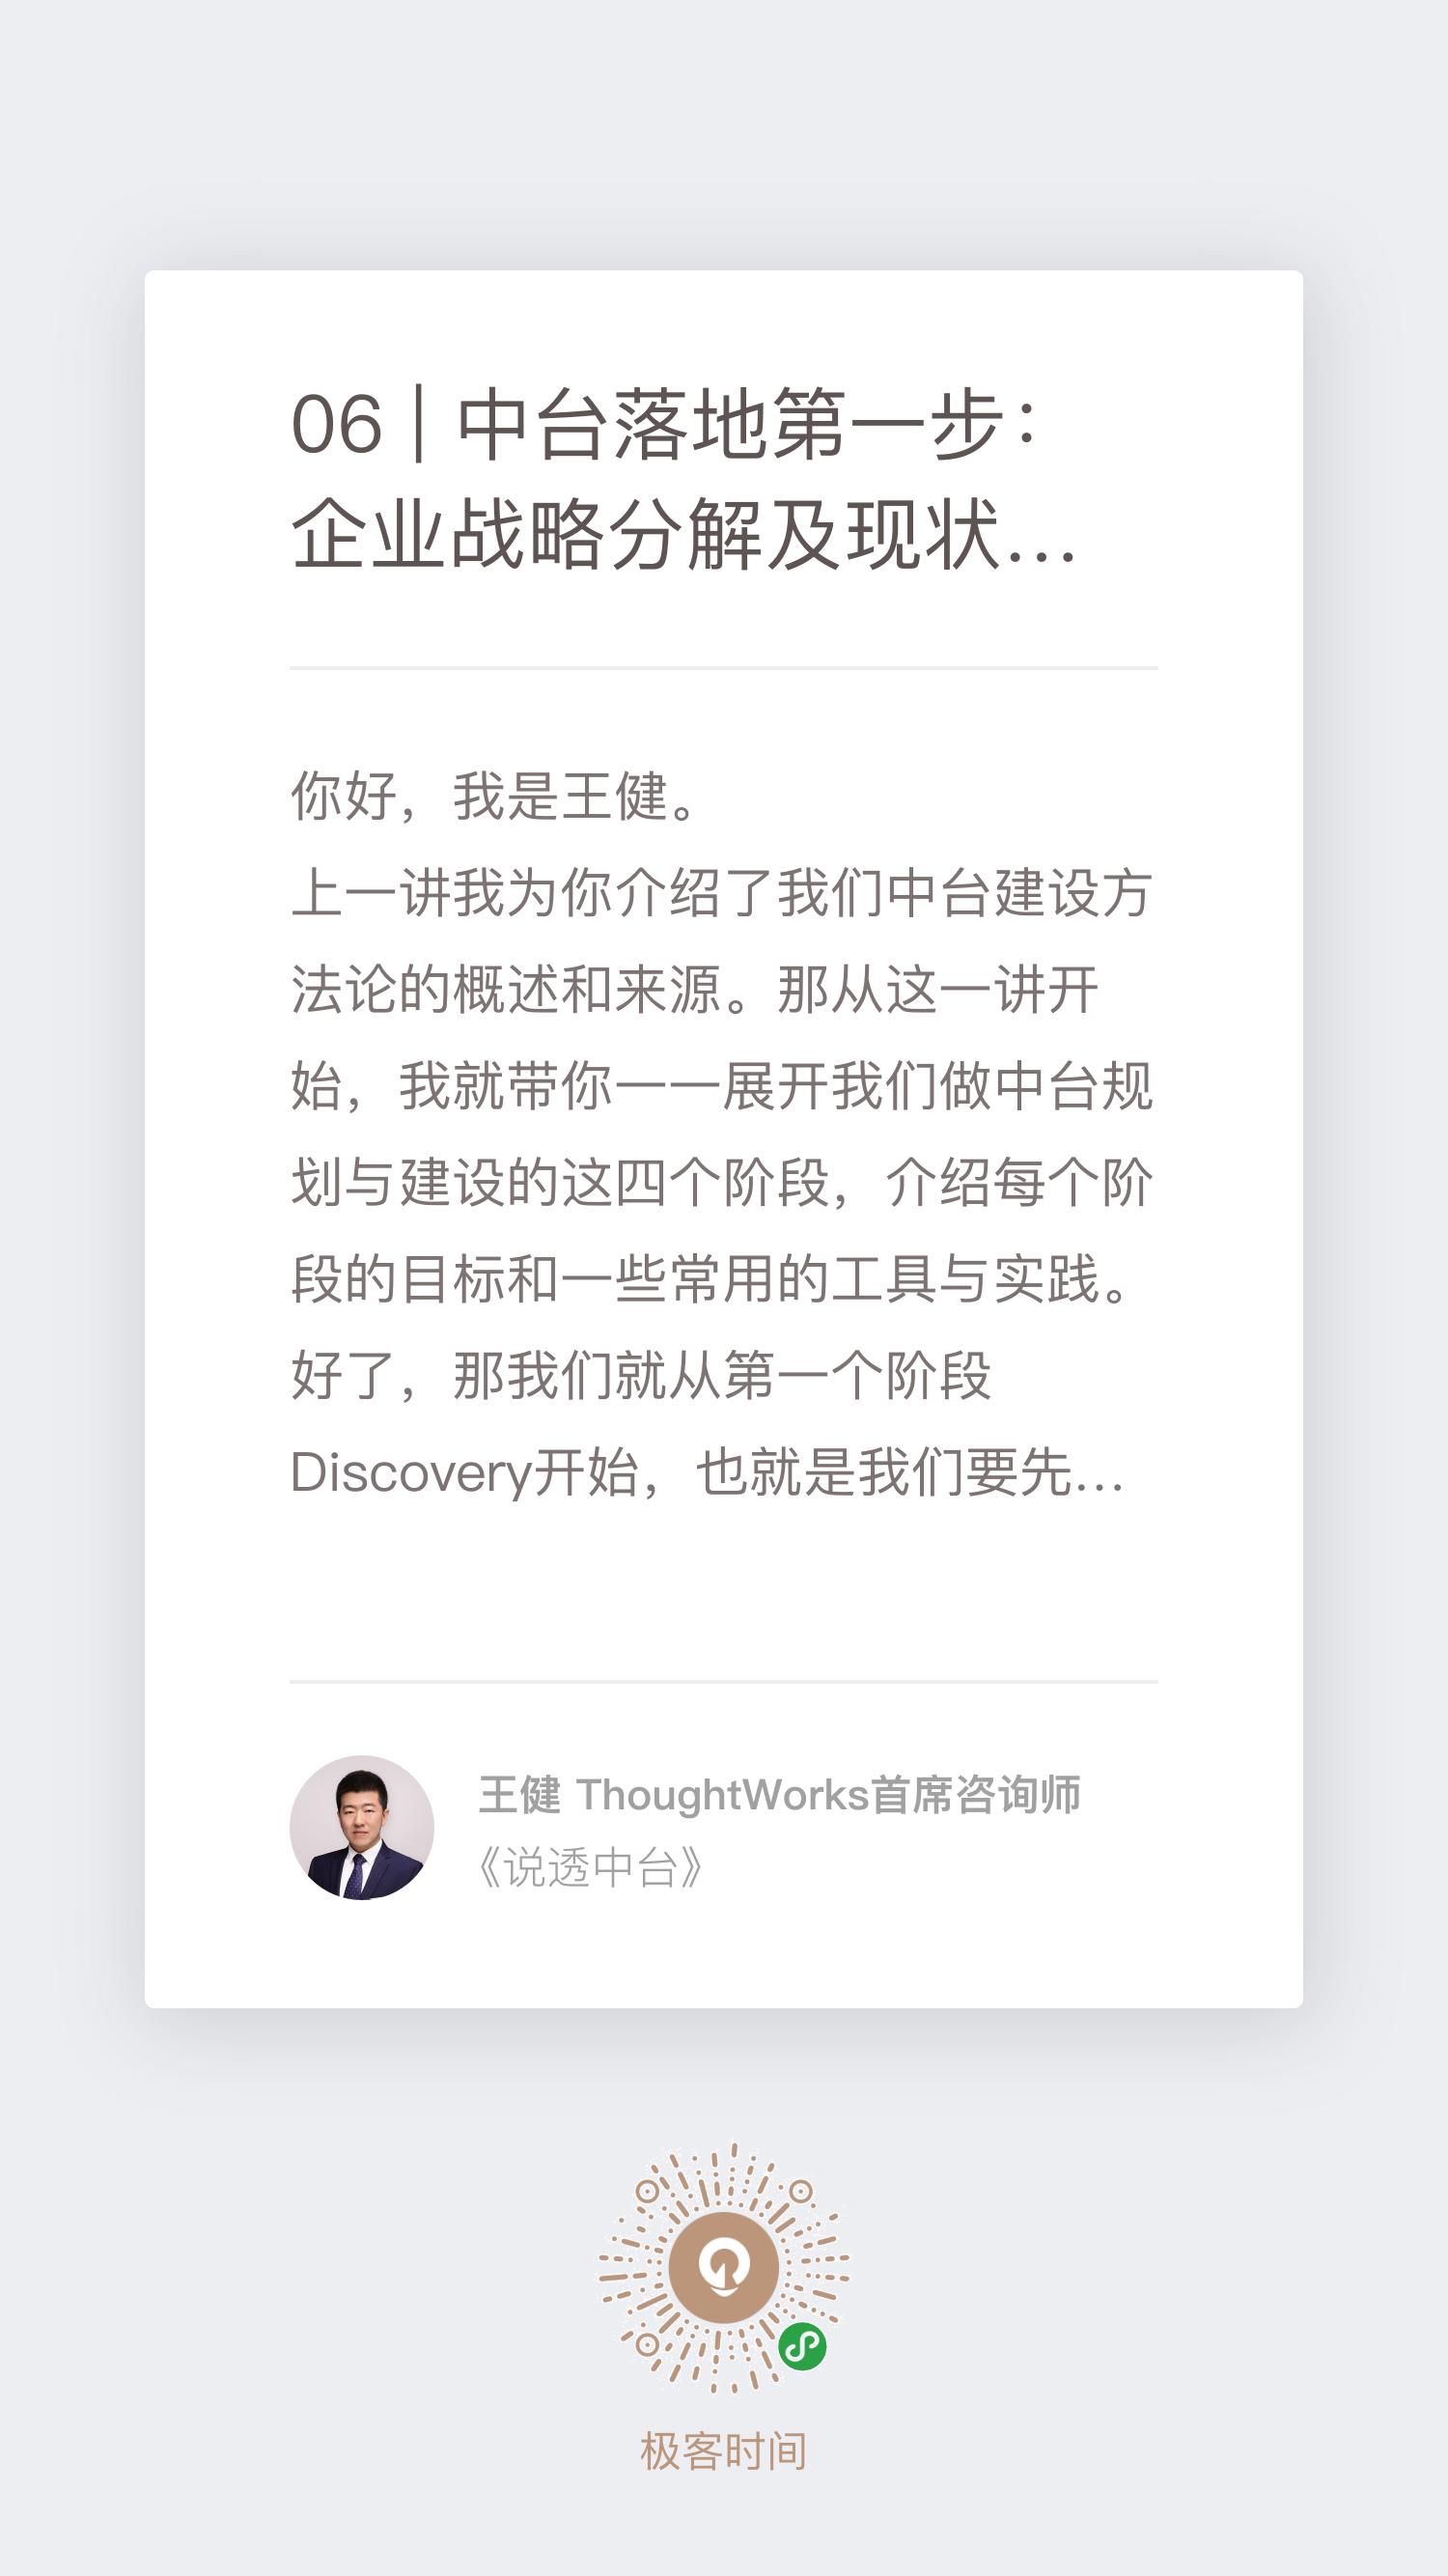 06 | 中台落地第一步：
企业战略分解及现状…
你好，我是王健。
上一讲我为你介绍了我们中台建设方
法论的概述和来源。那从这一讲开
始，我就带你一一展开我们做中台规
划与建设的这四个阶段，介绍每个阶
段的目标和一些常用的工具与实践。
好了，那我们就从第一个阶段
Discovery开始，也就是我们要先…
王健 ThoughtWorks首席咨询师
《说透中台》
极客时间